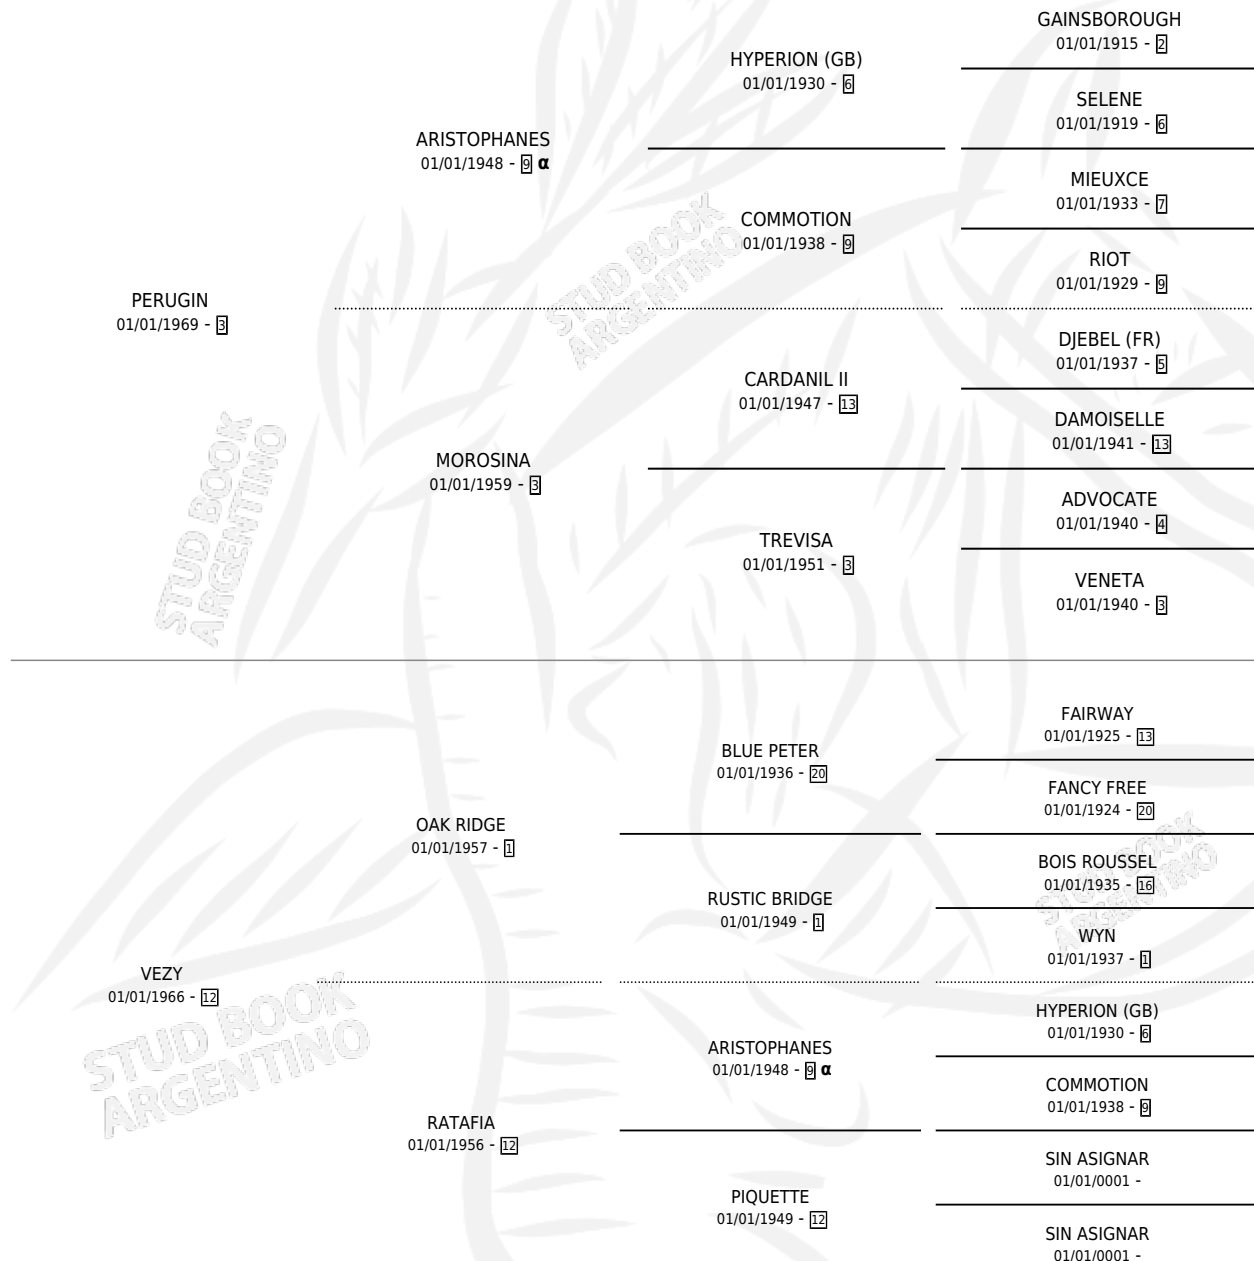 GAINSBOROUGH
01/01/1915 - 2
HYPERION (GB)
01/01/1930 - 6
SELENE
01/01/1919 - 6
ARISTOPHANES
01/01/1948 - 9 α
MIEUXCE
01/01/1933 - 7
COMMOTION
01/01/1938 - 9
RIOT
01/01/1929 - 9
PERUGIN
01/01/1969 - 3
DJEBEL (FR)
01/01/1937 - 5
CARDANIL II
01/01/1947 - 13
DAMOISELLE
01/01/1941 - 13
MOROSINA
01/01/1959 - 3
ADVOCATE
01/01/1940 - 4
TREVISA
01/01/1951 - 3
VENETA
01/01/1940 - 3
FAIRWAY
01/01/1925 - 13
BLUE PETER
01/01/1936 - 20
FANCY FREE
01/01/1924 - 20
OAK RIDGE
01/01/1957 - 1
BOIS ROUSSEL
01/01/1935 - 16
RUSTIC BRIDGE
01/01/1949 - 1
WYN
01/01/1937 - 1
VEZY
01/01/1966 - 12
HYPERION (GB)
01/01/1930 - 6
ARISTOPHANES
01/01/1948 - 9 α
COMMOTION
01/01/1938 - 9
RATAFIA
01/01/1956 - 12
SIN ASIGNAR
01/01/0001 -
PIQUETTE
01/01/1949 - 12
SIN ASIGNAR
01/01/0001 -
STUD BOOK
ARGENTINO
STUD BOOK
ARGENTINO
STUD BOOK
ARGENTINO
STUD BOOK
ARGENTINO